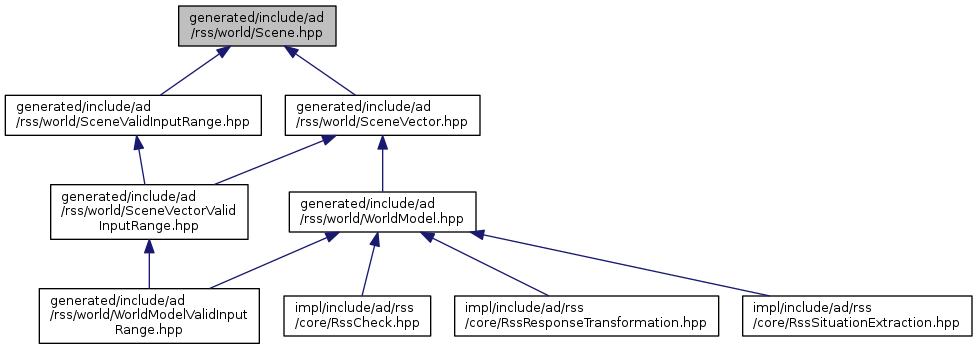 generated/include/ad
/rss/world/Scene.hpp
generated/include/ad
/rss/world/SceneValidInputRange.hpp
generated/include/ad
/rss/world/SceneVector.hpp
generated/include/ad
/rss/world/SceneVectorValid
InputRange.hpp
generated/include/ad
/rss/world/WorldModel.hpp
generated/include/ad
/rss/world/WorldModelValidInput
Range.hpp
impl/include/ad/rss
/core/RssCheck.hpp
impl/include/ad/rss
/core/RssResponseTransformation.hpp
impl/include/ad/rss
/core/RssSituationExtraction.hpp